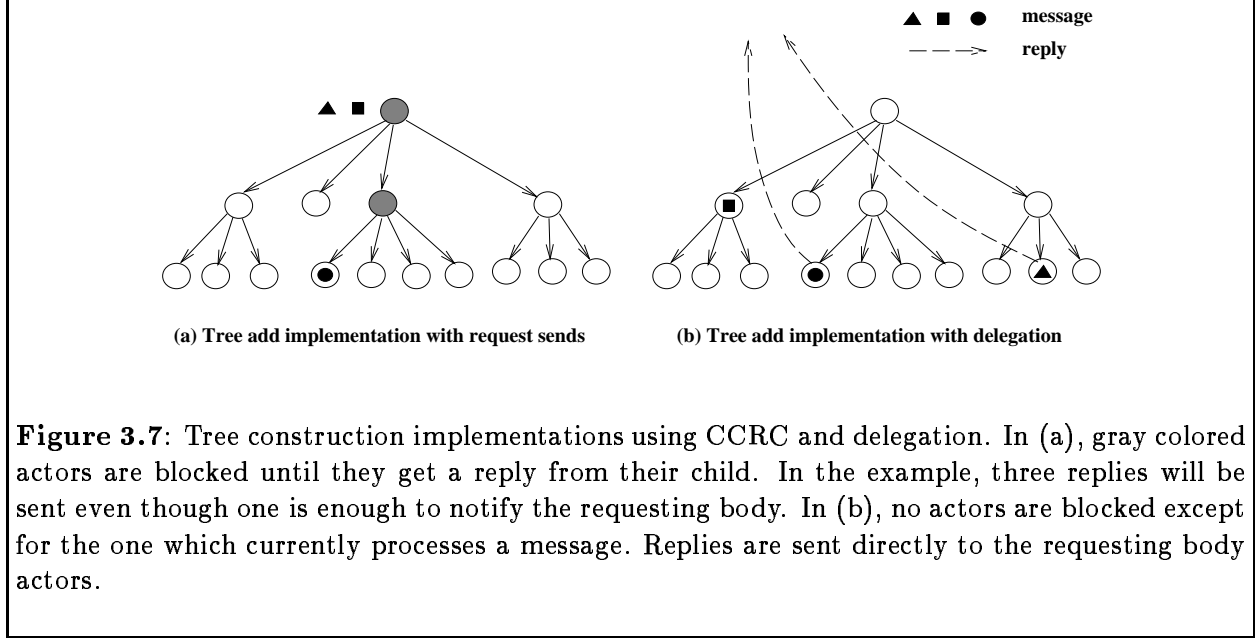 message
reply
(a) Tree add implementation with request sends
(b) Tree add implementation with delegation
Figure 3.7: Tree construction implementations using CCRC and delegation. In (a), gray colored
actors are blocked until they get a reply from their child. In the example, three replies will be
sent even though one is enough to notify the requesting body. In (b), no actors are blocked except
for the one which currently processes a message. Replies are sent directly to the requesting body
actors.